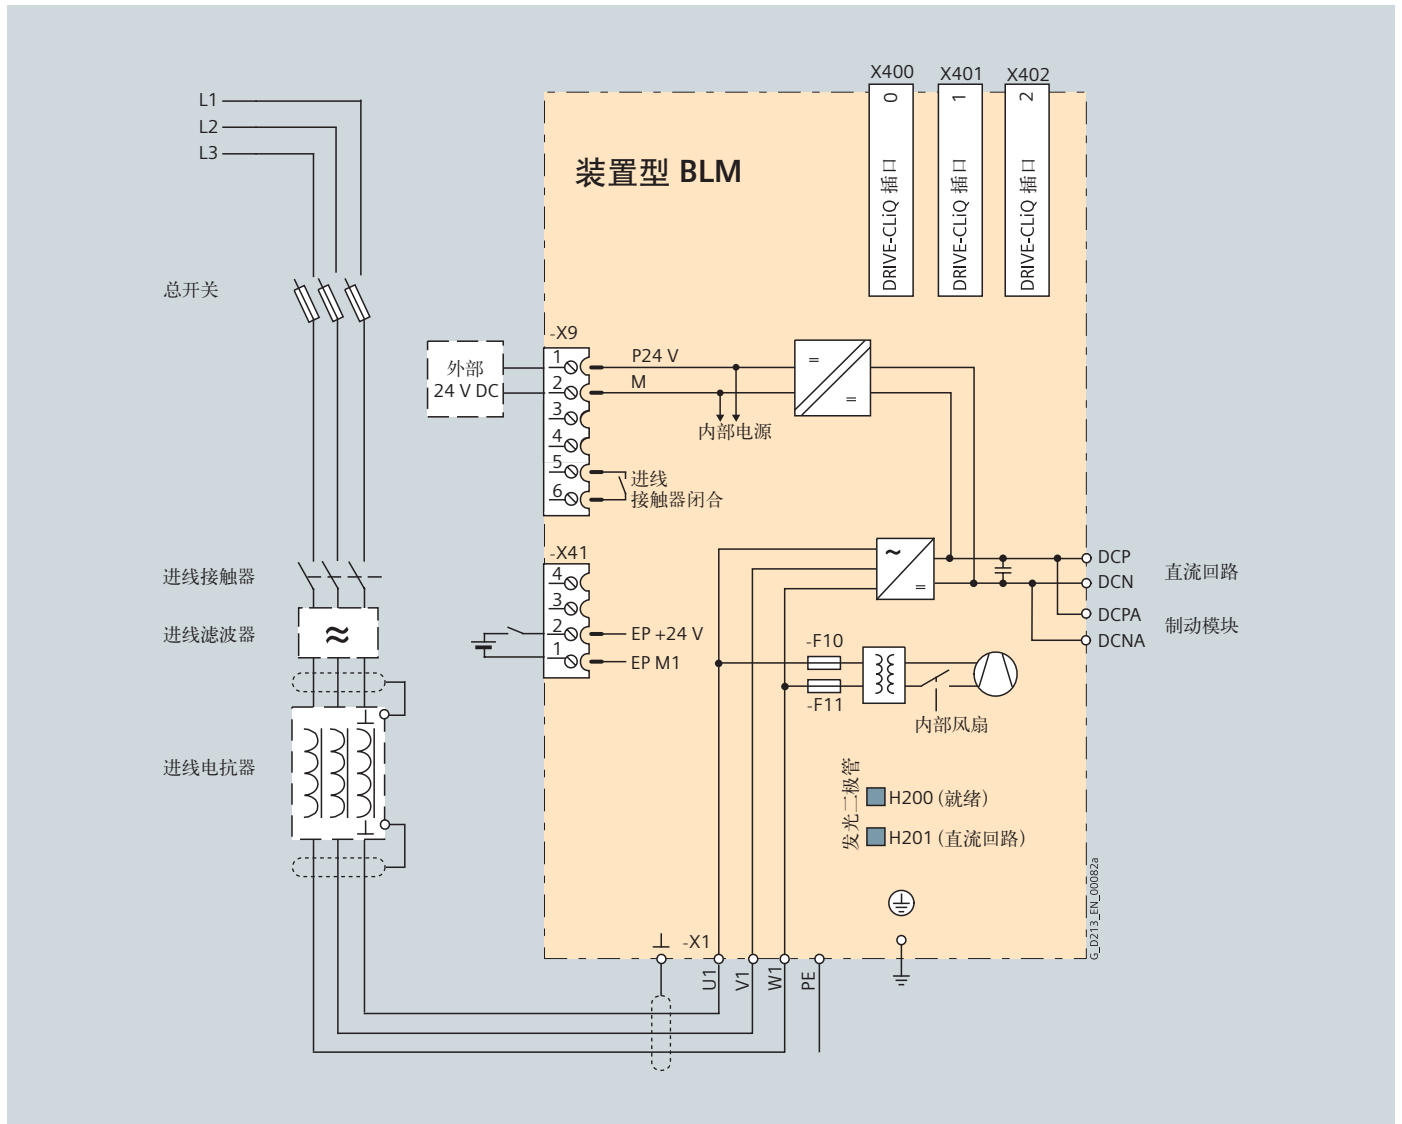 X400
X401
X402
0
1
2
DRIVE-CLiQ 插口
DRIVE-CLiQ 插口
DRIVE-CLiQ 插口
L1
L2
L3
装置型 BLM
总开关
-X9
外部
24 V DC
1
2
3
4
5
6
P24 V
M
=
=
内部电源
进线
接触器闭合
-X41
4
3
2
1
EP +24 V
EP M1
~
=
DCP
DCN
DCPA
DCNA
直流回路
制动模块
进线接触器
进线滤波器
≈
进线电抗器
-F10
-F11
内部风扇
发光二极管
H200 (就绪)
H201 (直流回路)
-X1
U1
V1
W1
PE
G_D213_EN_00082a